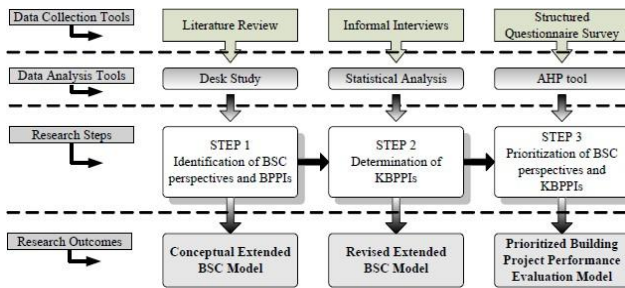 Data Collection Tools
Literature Review
Informal Interviews
Structured
Questionnaire Survey
Data Analysis Tools
Desk Study
Statistical Analysis
AHP tool
Research Steps
STEP 1
Identification of BSC
perspectives and BPPIs
STEP 2
Determination of
KBPPIs
STEP 3
Prioritization of BSC
perspectives and
KBPPIs
Research Outcomes
Conceptual Extended
BSC Model
Revised Extended
BSC Model
Prioritized Building
Project Performance
Evaluation Model